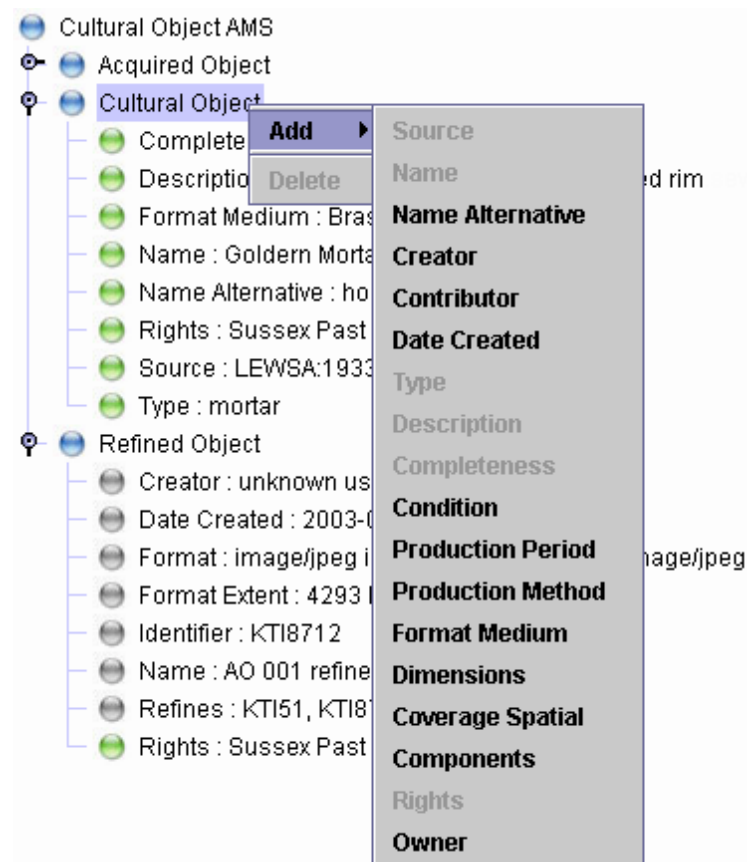 Cultural Object AMS
Acquired Object
Cultural Object
Complete
Descriptio ed rim
Format Medium : Bras
Name : Goldern Morta
Name Alternative : ho
Rights : Sussex Past
Source : LEWSA:1933
Type : mortar
Refined Object
Creator : unknown us
Date Created : 2003-0
Format : image/jpeg i nage/jpeg
Format Extent : 4293
Identifier : KTI8712
Name : AO 001 refine
Refines : KTI51, KTI8
Rights : Sussex Past
Add
Delete
Source
Name
Name Alternative
Creator
Contributor
Date Created
Type
Description
Completeness
Condition
Production Period
Production Method
Format Medium
Dimensions
Coverage Spatial
Components
Rights
Owner